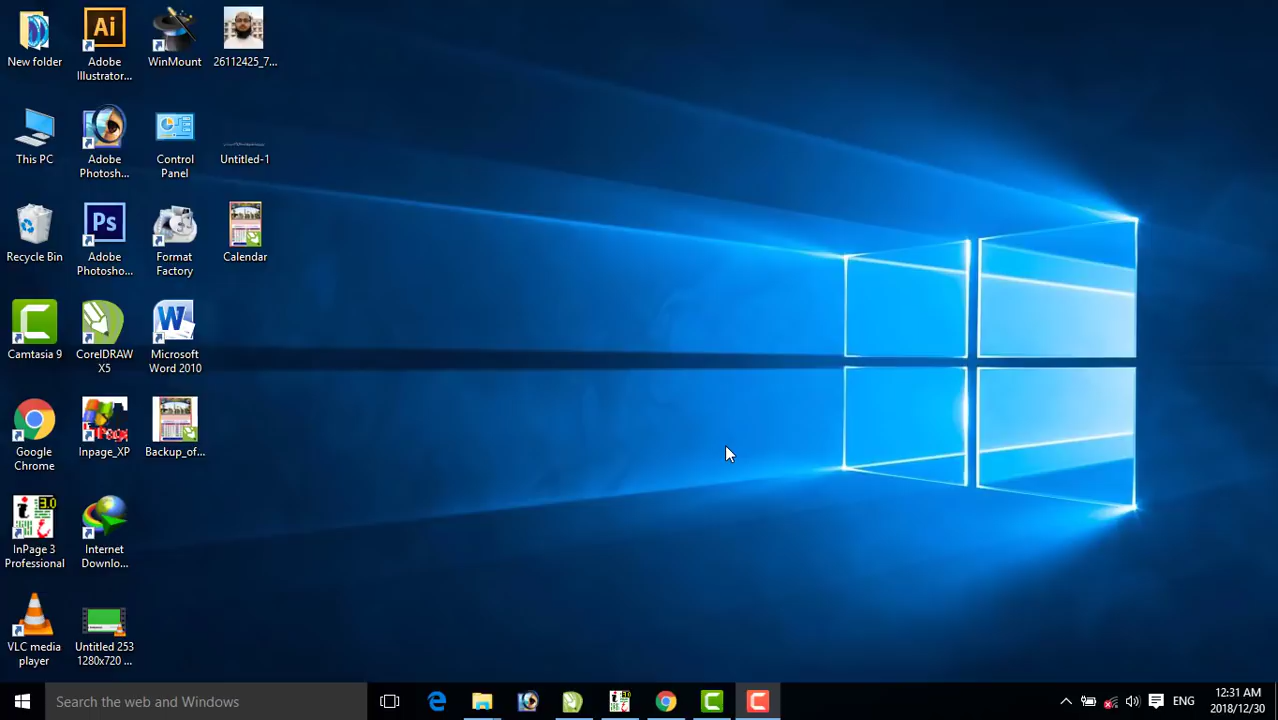 New folder
Adobe
Illustrator...
WinMount
26112425_7...
This PC
Adobe
Photosh...
Control
Panel
Untitled-1
Recycle Bin
Adobe
Photosho...
Format
Factory
Calendar
Camtasia 9
CorelDRAW
X5
Microsoft
Word 2010
Google
Chrome
Inpage_XP
Backup_of...
InPage 3
Professional
Internet
Downlo...
VLC media
player
Untitled 253
1280x720 ...
Search the web and Windows
ENG
12:31 AM
2018/12/30